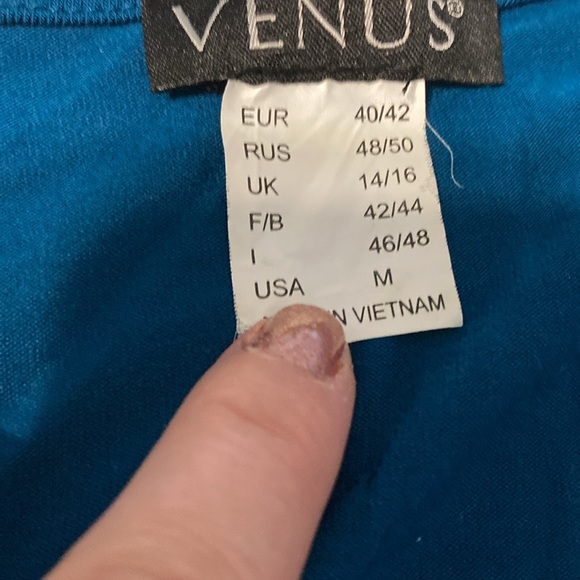 VENUS®
EUR 40/42
RUS 48/50
UK 14/16
F/B 42/44
I 46/48
USA M
VIETNAM